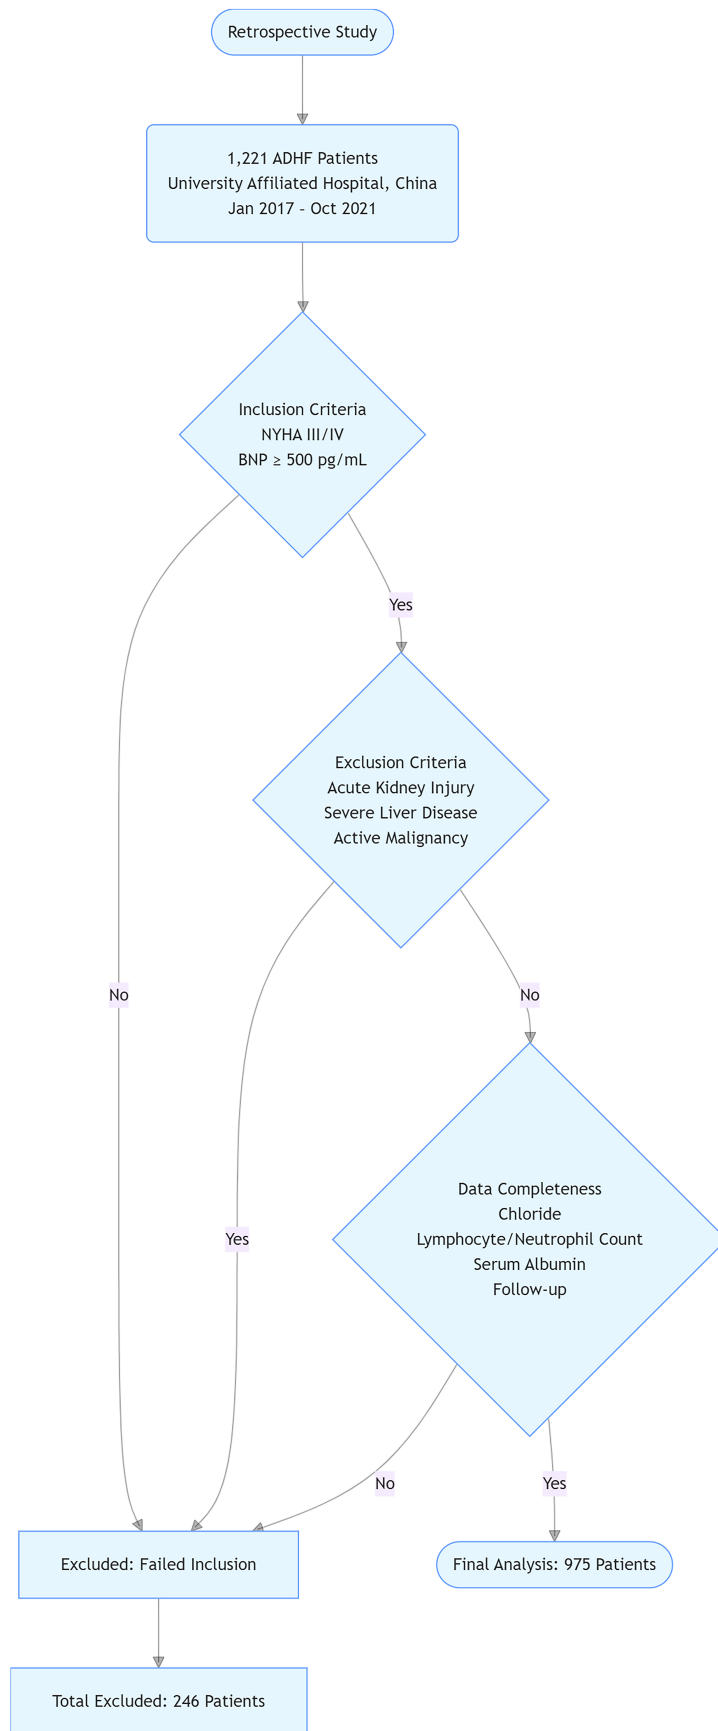 Retrospective Study
1,221 ADHF Patients
University Affiliated Hospital, China
Jan 2017 – Oct 2021
Inclusion Criteria
NYHA III/IV
BNP ≥ 500 pg/mL
Yes
Exclusion Criteria
Acute Kidney Injury
Severe Liver Disease
Active Malignancy
No
No
Data Completeness
Chloride
Lymphocyte/Neutrophil Count
Serum Albumin
Follow-up
Yes
No
Yes
Excluded: Failed Inclusion
Final Analysis: 975 Patients
Total Excluded: 246 Patients